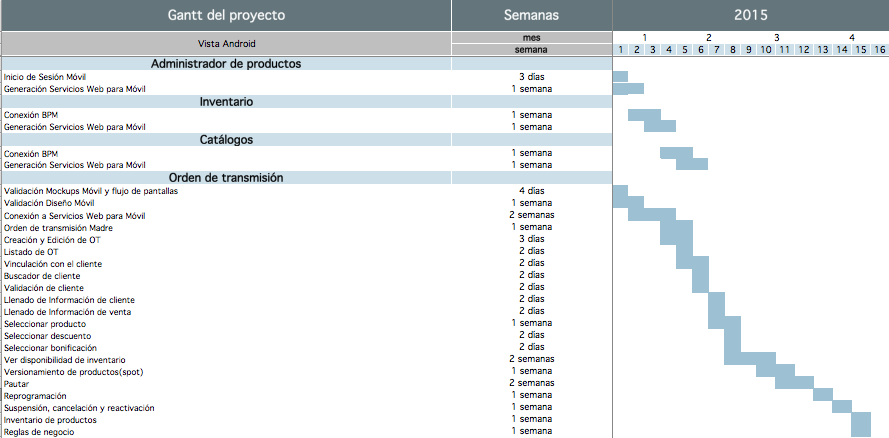 Gantt del proyecto Semanas 2015
Vista Android mes 1 2 3 4
semana 1 2 3 4 5 6 7 8 9 10 11 12 13 14 15 16
Administrador de productos
Inicio de Sesión Móvil 3 días
Generación Servicios Web para Móvil 1 semana
Inventario
Conexión BPM 1 semana
Generación Servicios Web para Móvil 1 semana
Catálogos
Conexión BPM 1 semana
Generación Servicios Web para Móvil 1 semana
Orden de transmisión
Validación Mockups Móvil y flujo de pantallas 4 días
Validación Diseño Móvil 1 semana
Conexión a Servicios Web para Móvil 2 semanas
Orden de transmisión Madre 1 semana
Creación y Edición de OT 3 días
Listado de OT 2 días
Vinculación con el cliente 2 días
Buscador de cliente 2 días
Validación de cliente 2 días
Llenado de Información de cliente 2 días
Llenado de Información de venta 2 días
Seleccionar producto 1 semana
Seleccionar descuento 2 días
Seleccionar bonificación 2 días
Ver disponibilidad de inventario 2 semanas
Versionamiento de productos(spot) 1 semana
Pautar 2 semanas
Reprogramación 1 semana
Suspensión, cancelación y reactivación 1 semana
Inventario de productos 1 semana
Reglas de negocio 1 semana